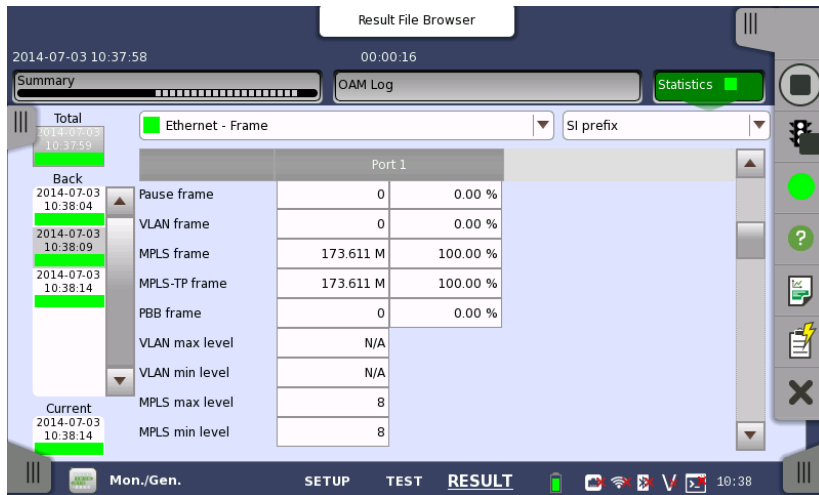 Result File Browser
2014-07-03 10:37:58
00:00:16
Summary
OAM Log
Statistics
Total
2014-07-03
10:37:59
Back
2014-07-03
10:38:04
2014-07-03
10:38:09
2014-07-03
10:38:14
Current
2014-07-03
10:38:14
Ethernet - Frame
SI prefix
Port 1
Pause frame 0 0.00 %
VLAN frame 0 0.00 %
MPLS frame 173.611 M 100.00 %
MPLS-TP frame 173.611 M 100.00 %
PBB frame 0 0.00 %
VLAN max level N/A
VLAN min level N/A
MPLS max level 8
MPLS min level 8
Mon./Gen. SETUP TEST RESULT 10:38